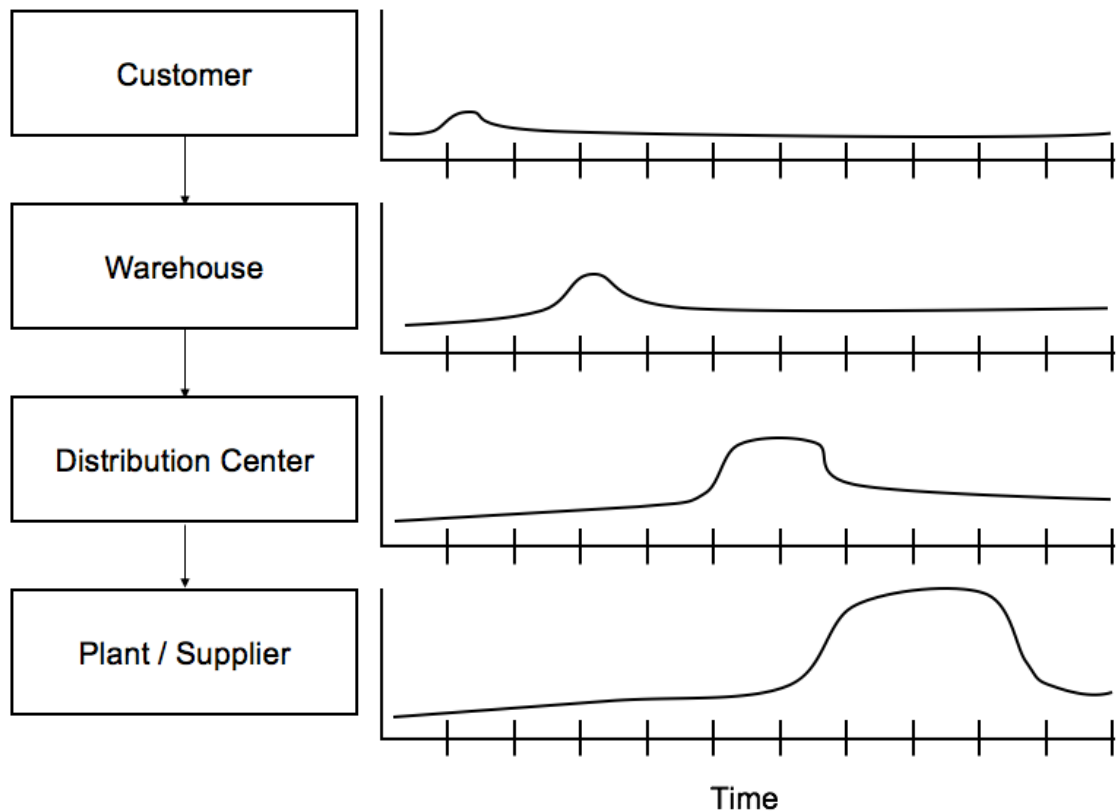 Customer
Warehouse
Distribution Center
Plant / Supplier
Time